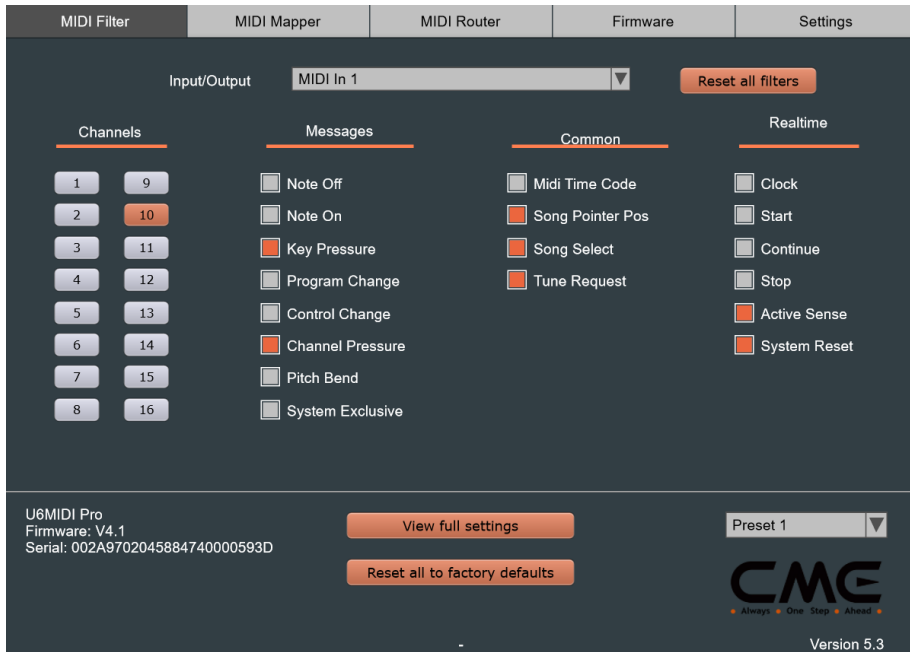 MIDI Filter MIDI Mapper MIDI Router Firmware Settings
Input/Output MIDI In 1 Reset all filters
Channels Messages Common Realtime
1 9 Note Off Midi Time Code Clock
2 10 Note On Song Pointer Pos Start
3 11 Key Pressure Song Select Continue
4 12 Program Change Tune Request Stop
5 13 Control Change Active Sense
6 14 Channel Pressure System Reset
7 15 Pitch Bend
8 16 System Exclusive
U6MIDI Pro
Firmware: V4.1
Serial: 002A9702045884740000593D
View full settings
Preset 1
Reset all to factory defaults
CME
Always One Step Ahead
-
Version 5.3